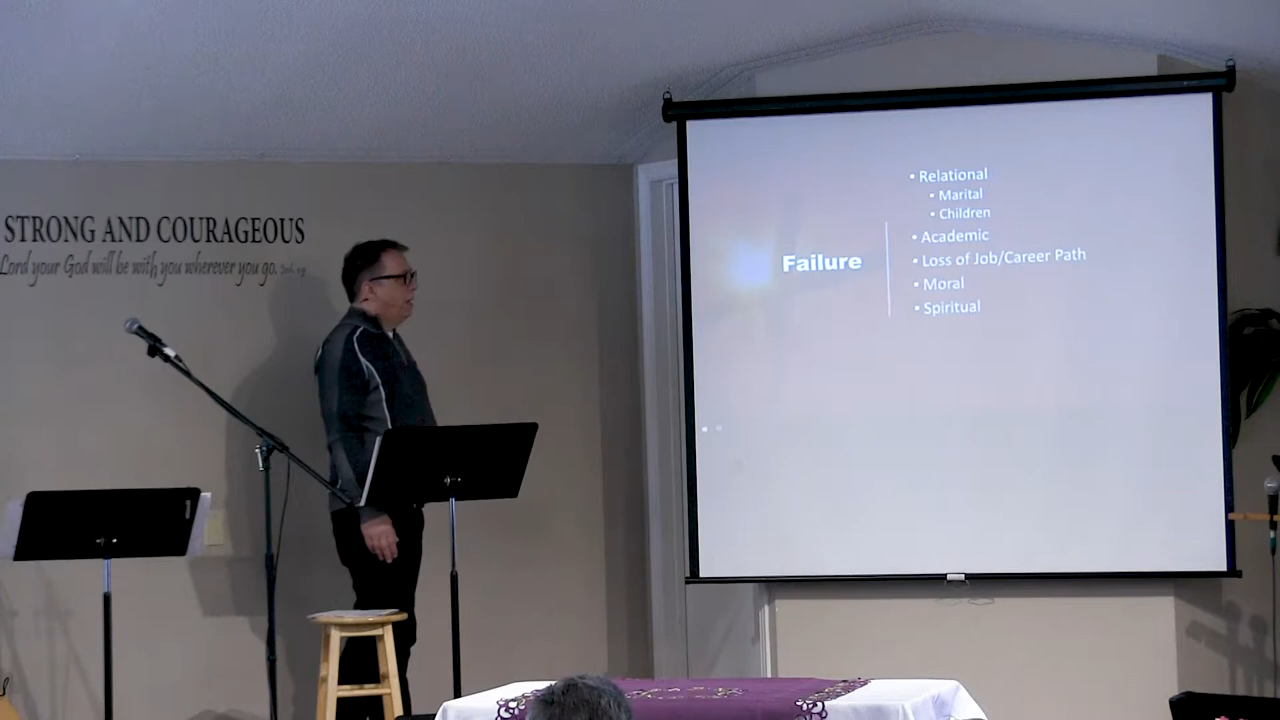 STRONG AND COURAGEOUS
Lord your God will be with you wherever you go.
Failure
• Relational
• Marital
• Children
• Academic
• Loss of Job/Career Path
• Moral
• Spiritual